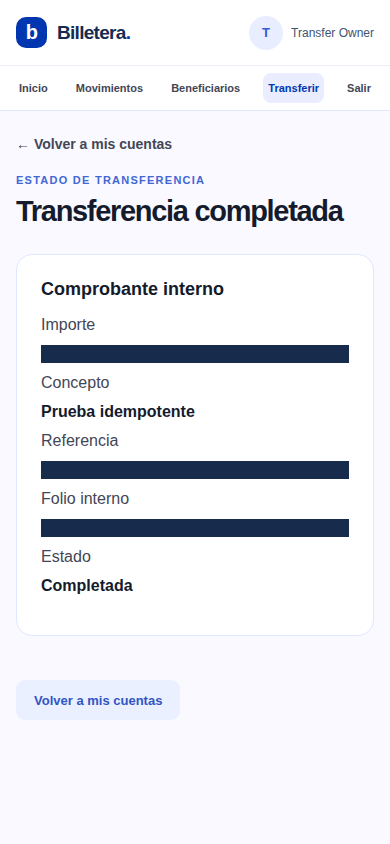 b Billetera.
T Transfer Owner
Inicio Movimientos Beneficiarios Transferir Salir
← Volver a mis cuentas
ESTADO DE TRANSFERENCIA
Transferencia completada
Comprobante interno
Importe
Concepto
Prueba idempotente
Referencia
Folio interno
Estado
Completada
Volver a mis cuentas